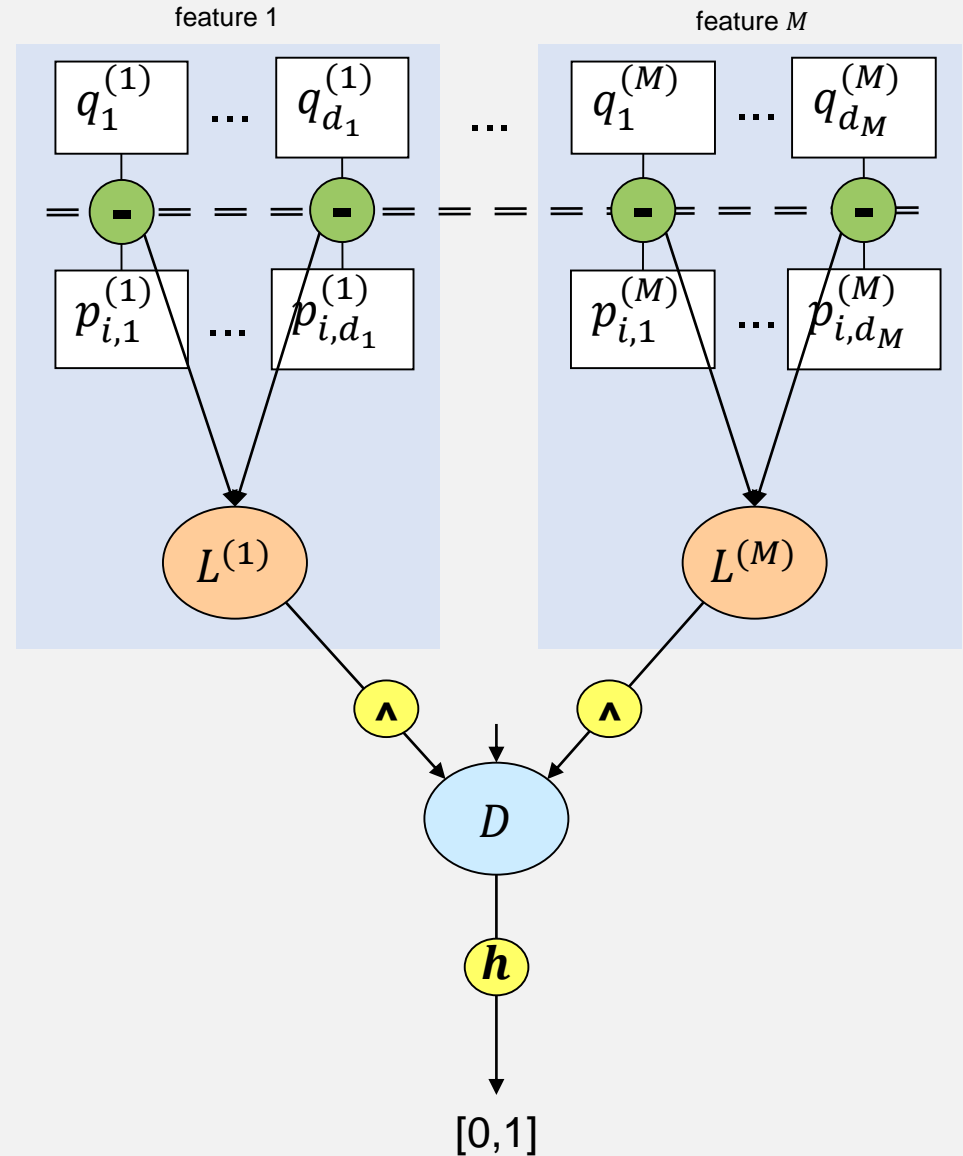 feature 1 feature M
q_1^{(1)} ... q_{d_1}^{(1)} ... q_1^{(M)} ... q_{d_M}^{(M)}
= - = = = - = = = = = - = = = - =
p_{i,1}^{(1)} ... p_{i,d_1}^{(1)} p_{i,1}^{(M)} ... p_{i,d_M}^{(M)}
L^{(1)} L^{(M)}
^ ^
D
h
[0,1]